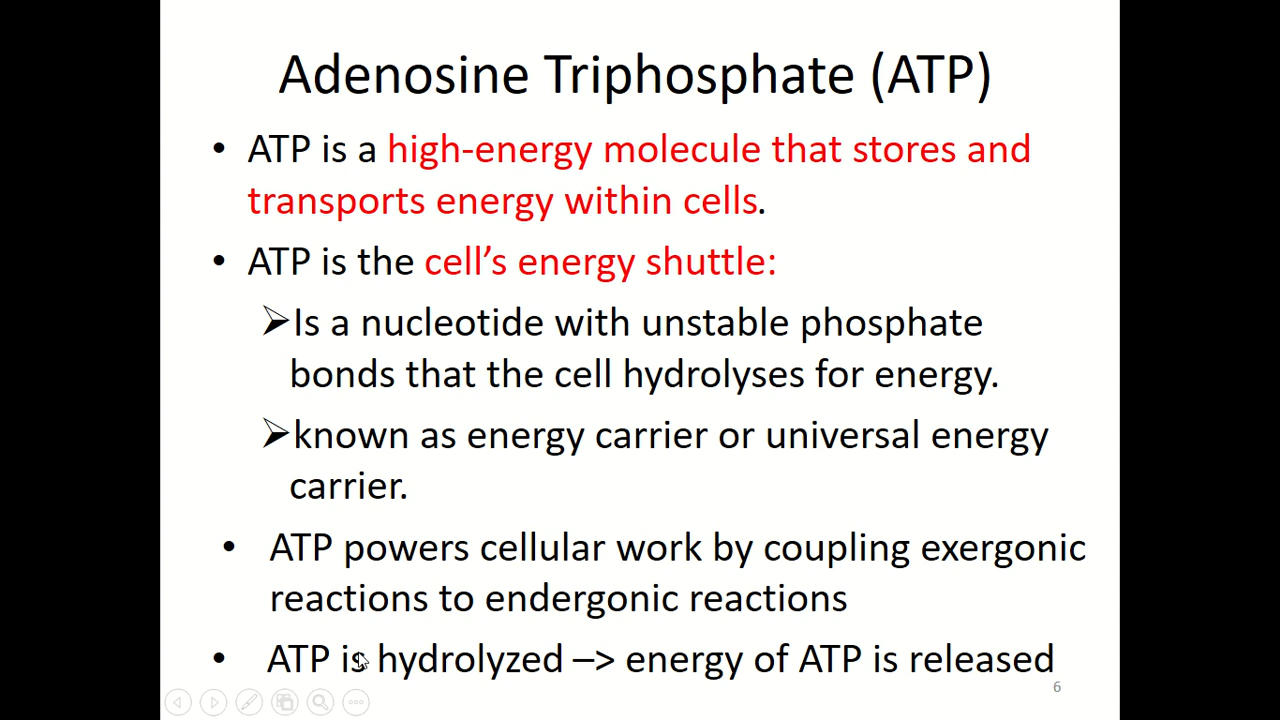 Adenosine Triphosphate (ATP)
• ATP is a high-energy molecule that stores and
transports energy within cells.
• ATP is the cell’s energy shuttle:
➢Is a nucleotide with unstable phosphate
bonds that the cell hydrolyses for energy.
➢known as energy carrier or universal energy
carrier.
• ATP powers cellular work by coupling exergonic
reactions to endergonic reactions
• ATP is hydrolyzed –> energy of ATP is released
6